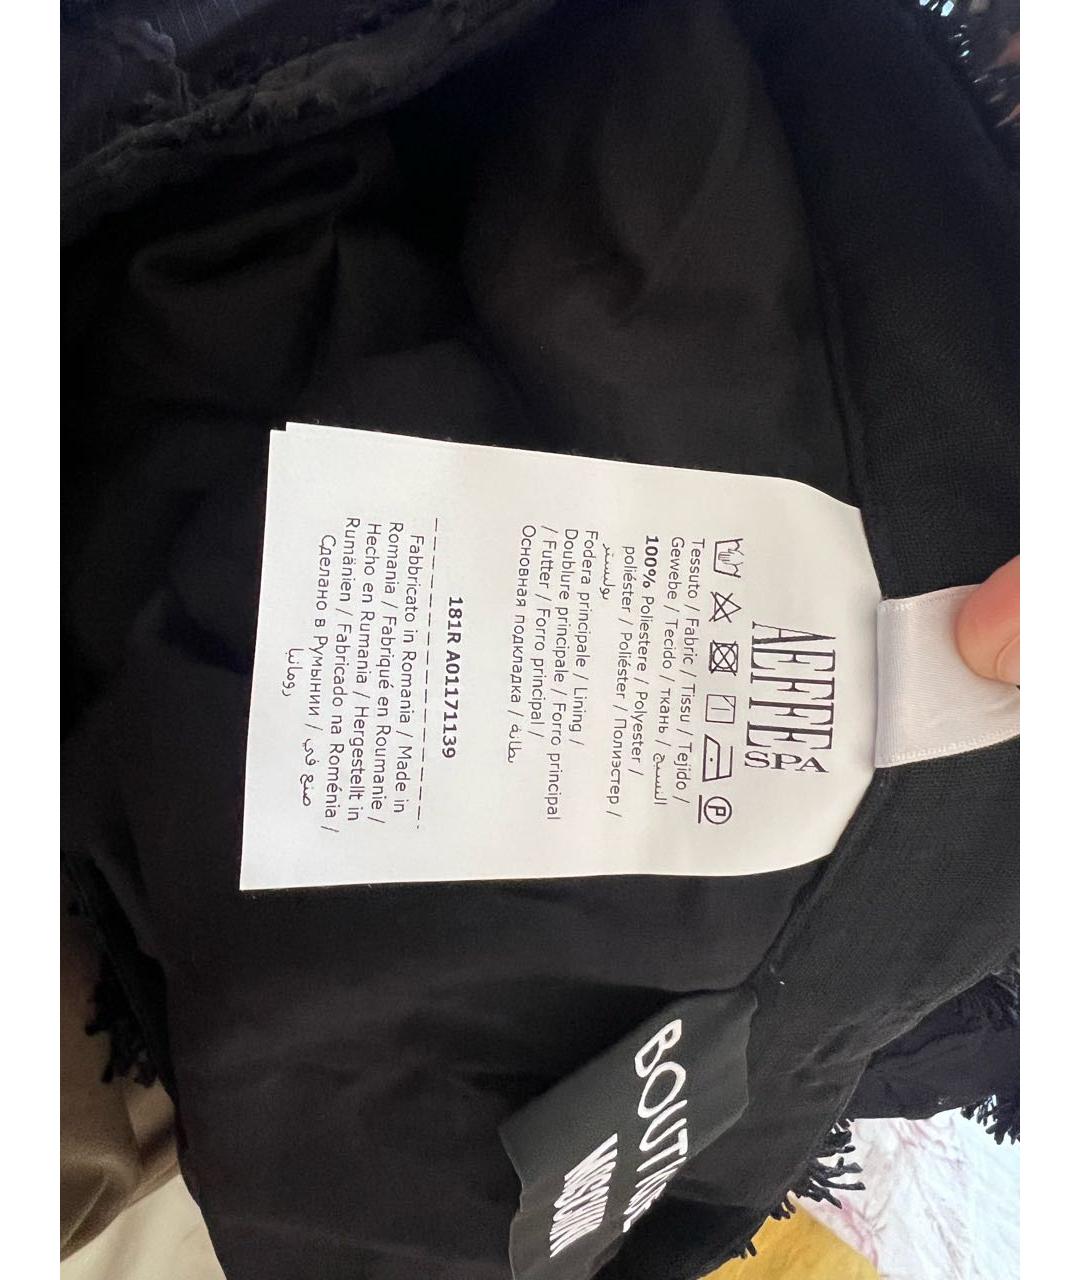 AEFFE
SPA
P
Tessuto / Fabric / Tissu / Tejido /
Gewebe / Tecido / ткань / النسيج
100% Poliestere / Polyester /
poliéster / Poliéster / Полиэстер /
بوليستر
Fodera principale / Lining /
Doublure principale / Forro principal
/ Futter / Forro principal /
Основная подкладка / بطانة
181R A01171139
Fabbricato in Romania / Made in
Romania / Fabriqué en Roumanie /
Hecho en Rumania / Hergestellt in
Rumänien / Fabricado na Roménia /
Сделано в Румынии / صنع في
رومانيا
BOUTIQUE